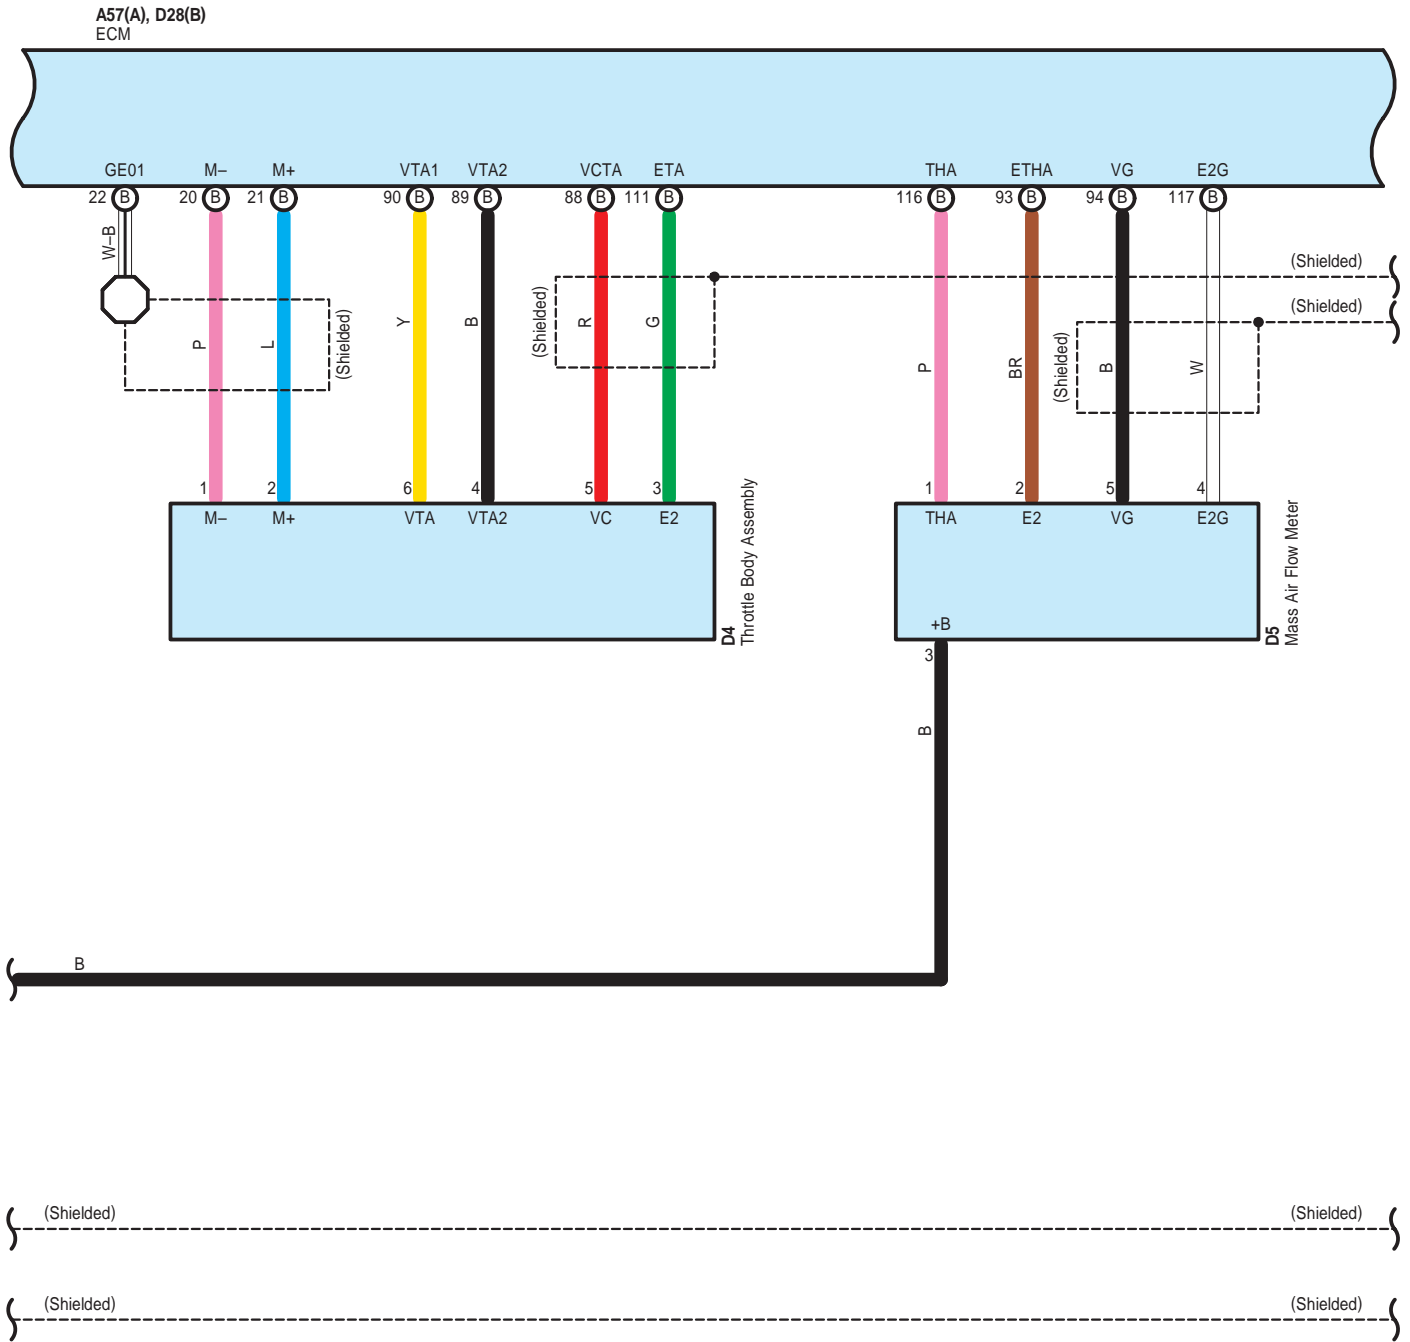 A57(A), D28(B)
ECM
GE01 M– M+ VTA1 VTA2 VCTA ETA THA ETHA VG E2G
22 B 20 B 21 B 90 B 89 B 88 B 111 B 116 B 93 B 94 B 117 B
W–B
(Shielded)
(Shielded)
P
L
(Shielded)
Y
B
(Shielded)
R
G
P
BR
(Shielded)
B
W
1 2 6 4 5 3 1 2 5 4
M– M+ VTA VTA2 VC E2 THA E2 VG E2G
D4
Throttle Body Assembly
+B
D5
Mass Air Flow Meter
3
B
B
(Shielded) (Shielded)
(Shielded) (Shielded)